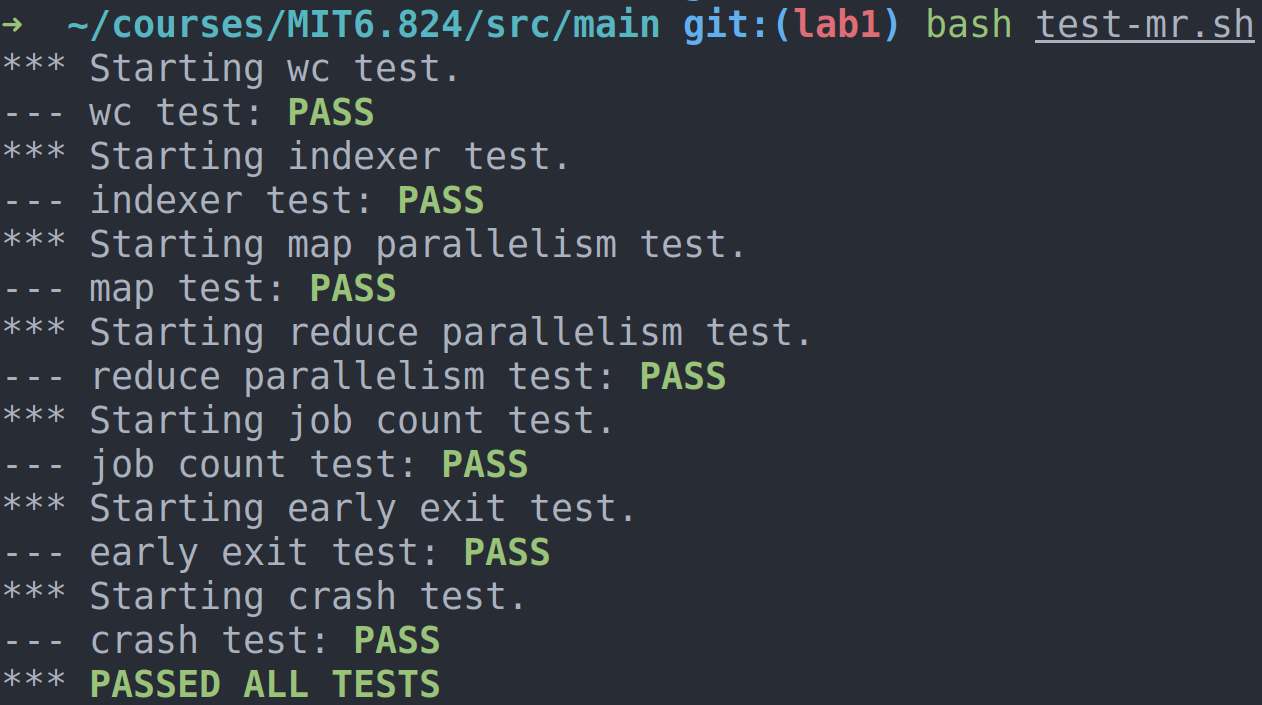 ➜  ~/courses/MIT6.824/src/main git:(lab1) bash test-mr.sh
*** Starting wc test.
--- wc test: PASS
*** Starting indexer test.
--- indexer test: PASS
*** Starting map parallelism test.
--- map test: PASS
*** Starting reduce parallelism test.
--- reduce parallelism test: PASS
*** Starting job count test.
--- job count test: PASS
*** Starting early exit test.
--- early exit test: PASS
*** Starting crash test.
--- crash test: PASS
*** PASSED ALL TESTS